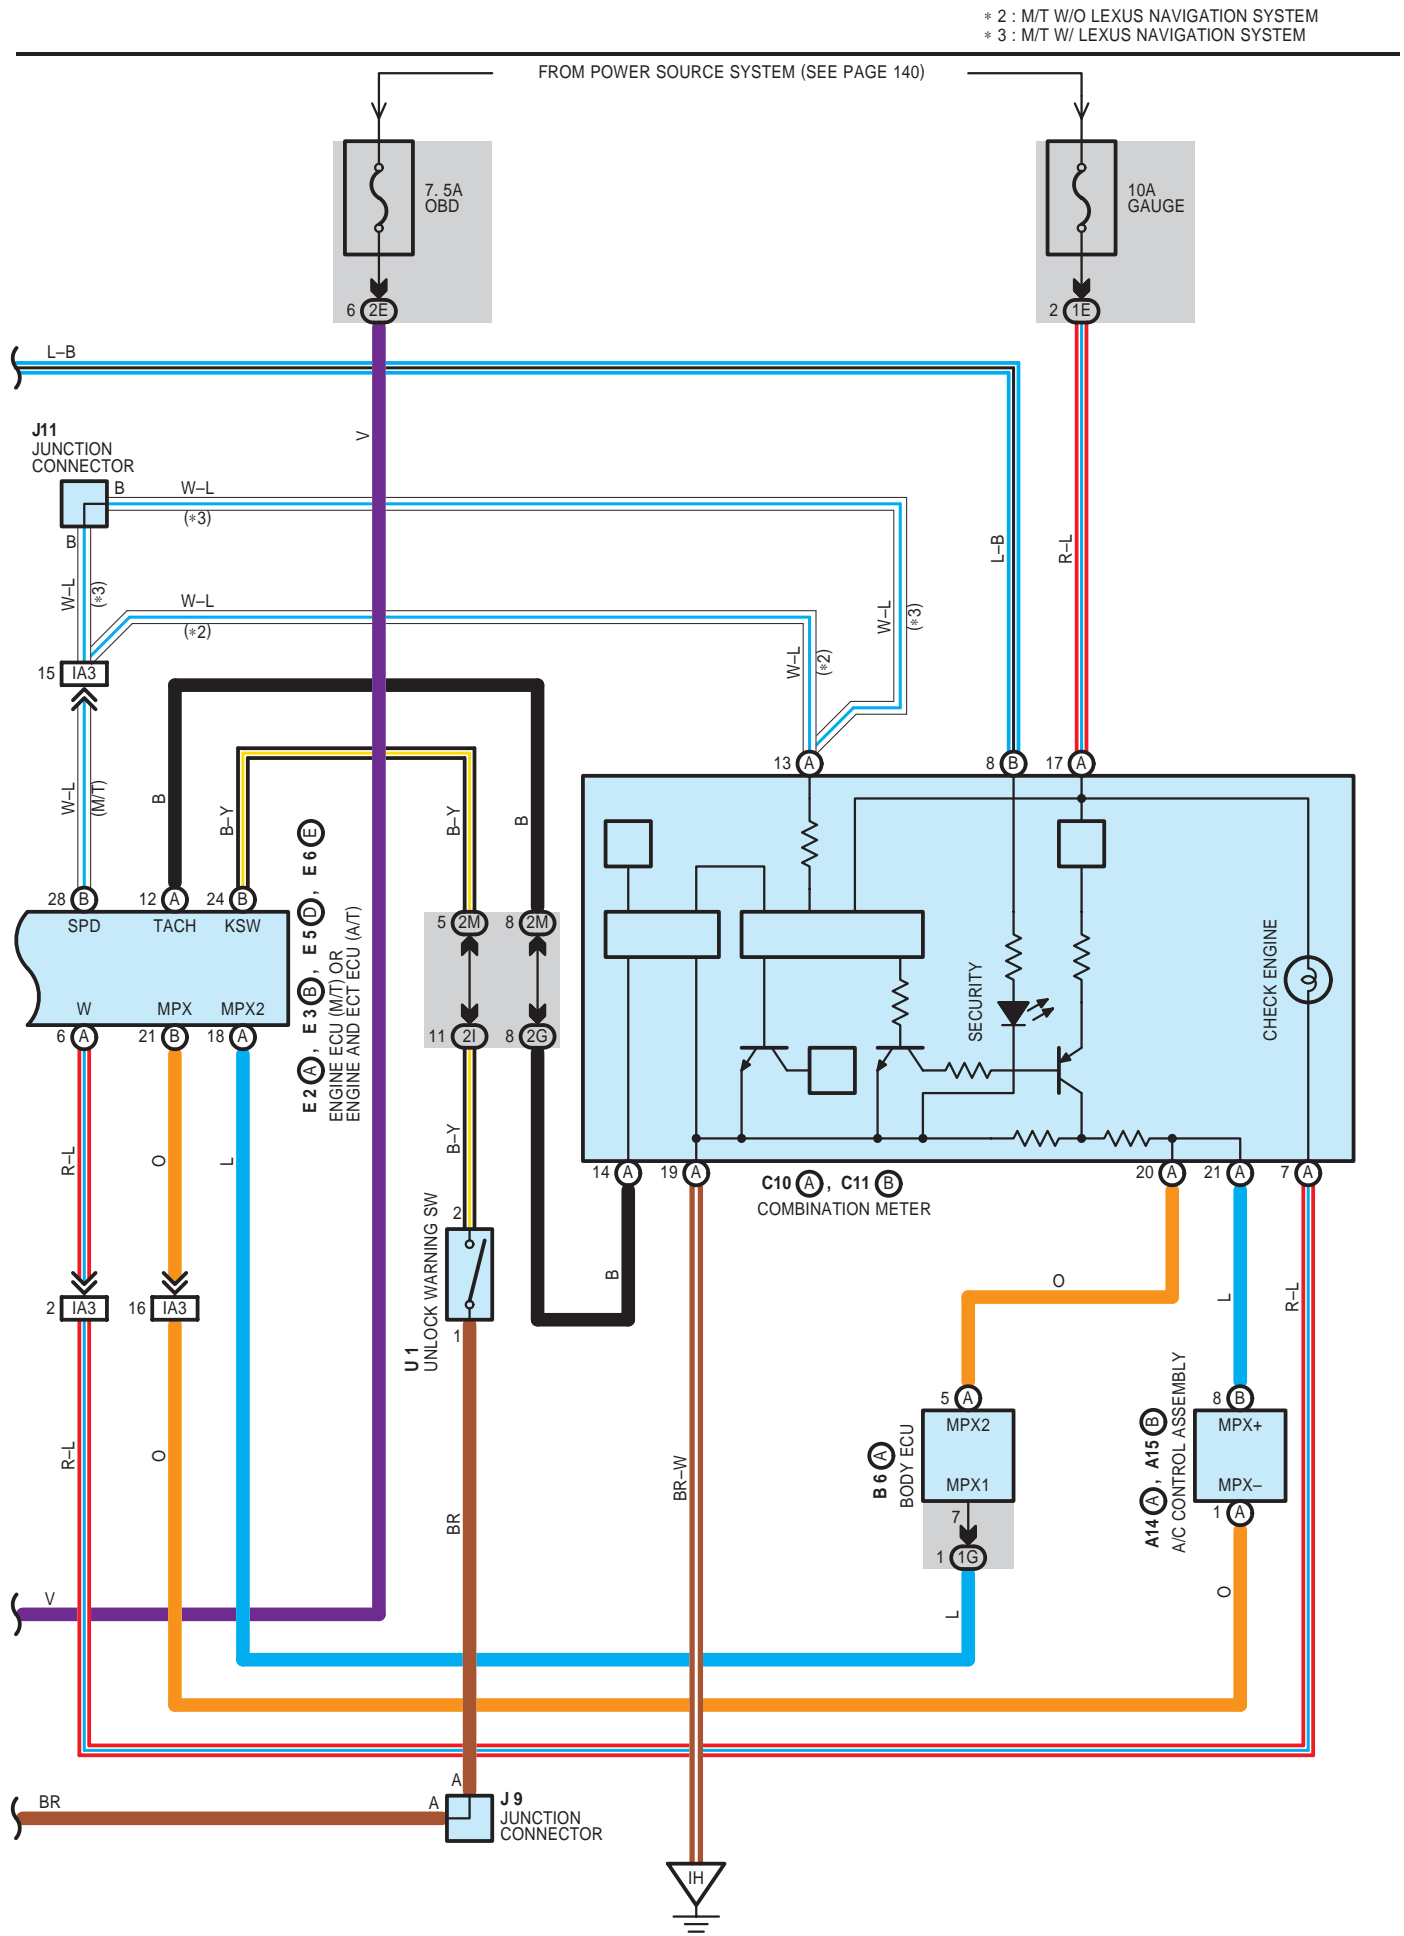 * 2 : M/T W/O LEXUS NAVIGATION SYSTEM
* 3 : M/T W/ LEXUS NAVIGATION SYSTEM
FROM POWER SOURCE SYSTEM (SEE PAGE 140)
7. 5A
OBD
10A
GAUGE
6 2E
2 1E
L–B
V
J11
JUNCTION
CONNECTOR
B
W–L
(*3)
B
W–L
(*3)
L–B
R–L
W–L
(*2)
W–L
(*3)
W–L
(*2)
15 IA3
13 A
8 B
17 A
W–L
(M/T)
B
B–Y
B–Y
B
28 B
12 A
24 B
SPD
TACH
KSW
W
MPX
MPX2
6 A
21 B
18 A
E 2 A , E 3 B , E 5 D , E 6 E
ENGINE ECU (M/T) OR
ENGINE AND ECT ECU (A/T)
5 2M
8 2M
11 2I
8 2G
SECURITY
CHECK ENGINE
R–L
O
L
B–Y
14 A
19 A
C10 A , C11 B
COMBINATION METER
20 A
21 A
7 A
2
U 1
UNLOCK WARNING SW
1
B
O
L
R–L
2 IA3
16 IA3
5 A
MPX2
MPX1
B 6 A
BODY ECU
7
1 1G
8 B
MPX+
MPX–
1 A
A14 A , A15 B
A/C CONTROL ASSEMBLY
R–L
O
BR
BR–W
L
O
V
A
BR
A
J 9
JUNCTION
CONNECTOR
IH